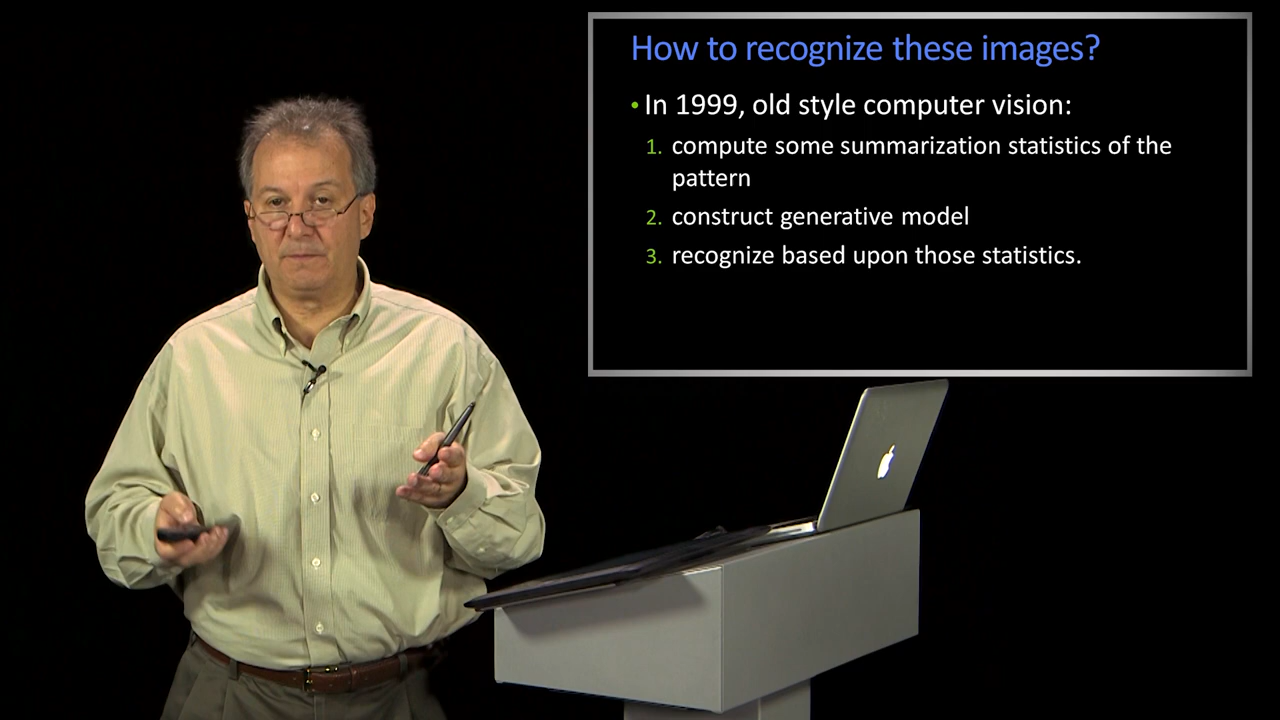 How to recognize these images?
• In 1999, old style computer vision:
1. compute some summarization statistics of the
pattern
2. construct generative model
3. recognize based upon those statistics.